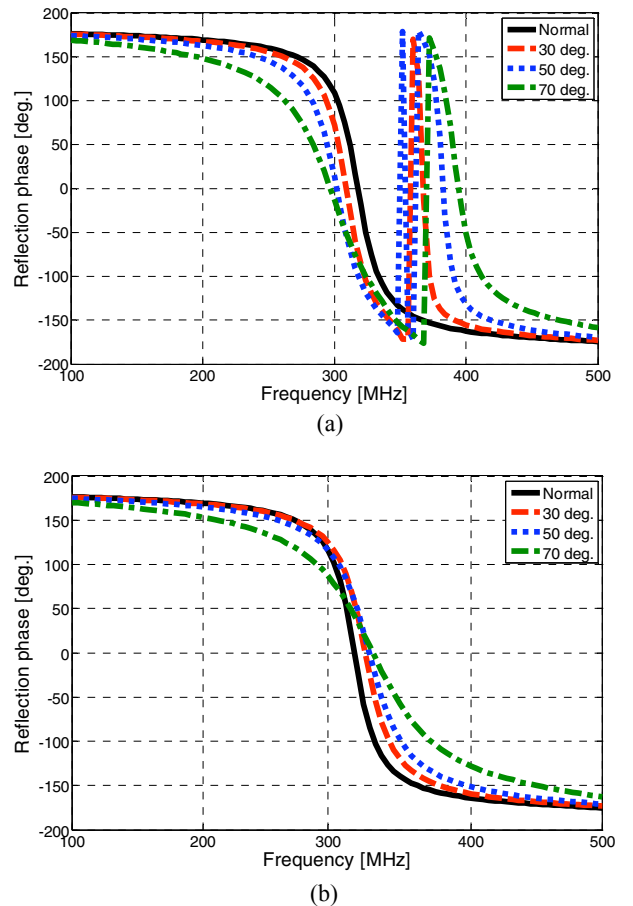 200
150
100
50
0
-50
-100
-150
-200
Reflection phase [deg.]
100
200
300
400
500
Frequency [MHz]
Normal
30 deg.
50 deg.
70 deg.
(a)
200
150
100
50
0
-50
-100
-150
-200
Reflection phase [deg.]
100
200
300
400
500
Frequency [MHz]
Normal
30 deg.
50 deg.
70 deg.
(b)